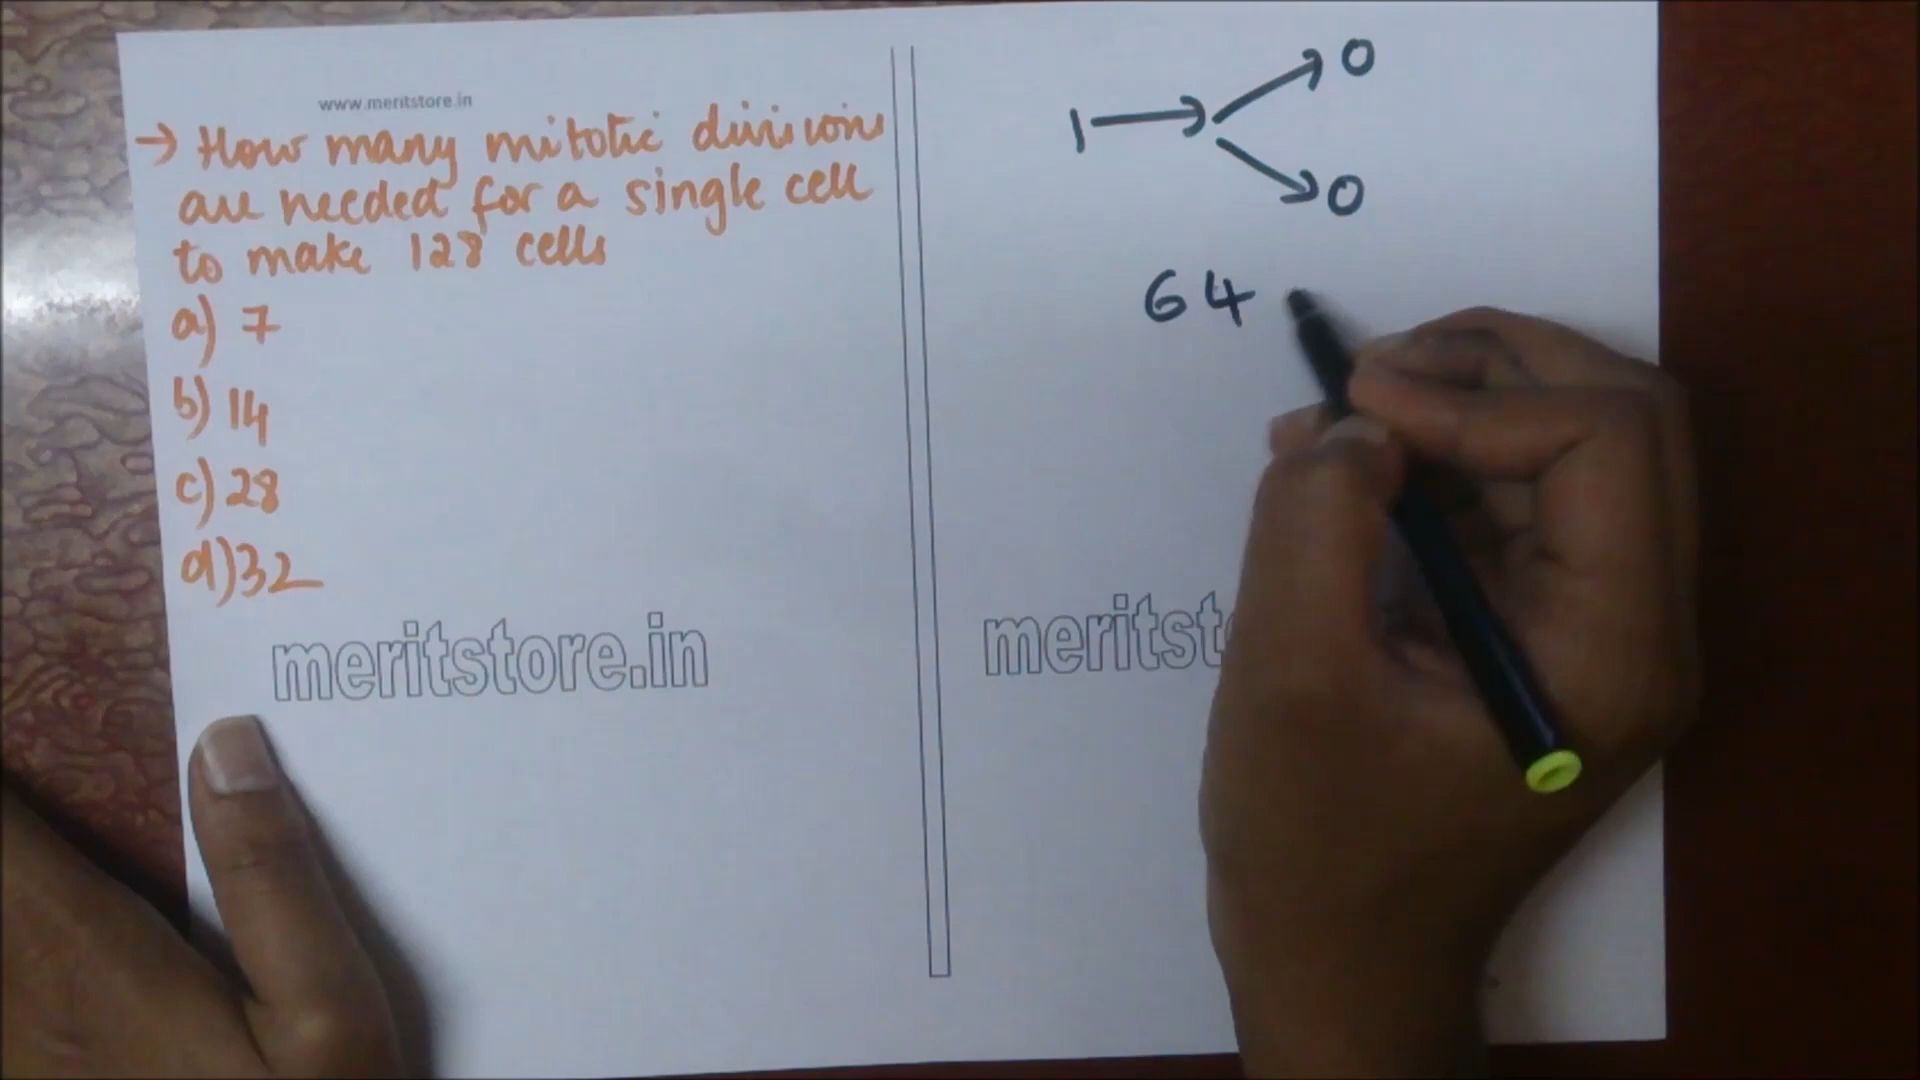 www.meritstore.in
→ How many mitotic divisions
are needed for a single cell
to make 128 cells
a) 7
b) 14
c) 28
d) 32
meritstore.in
1 → 0
0
64
meritst